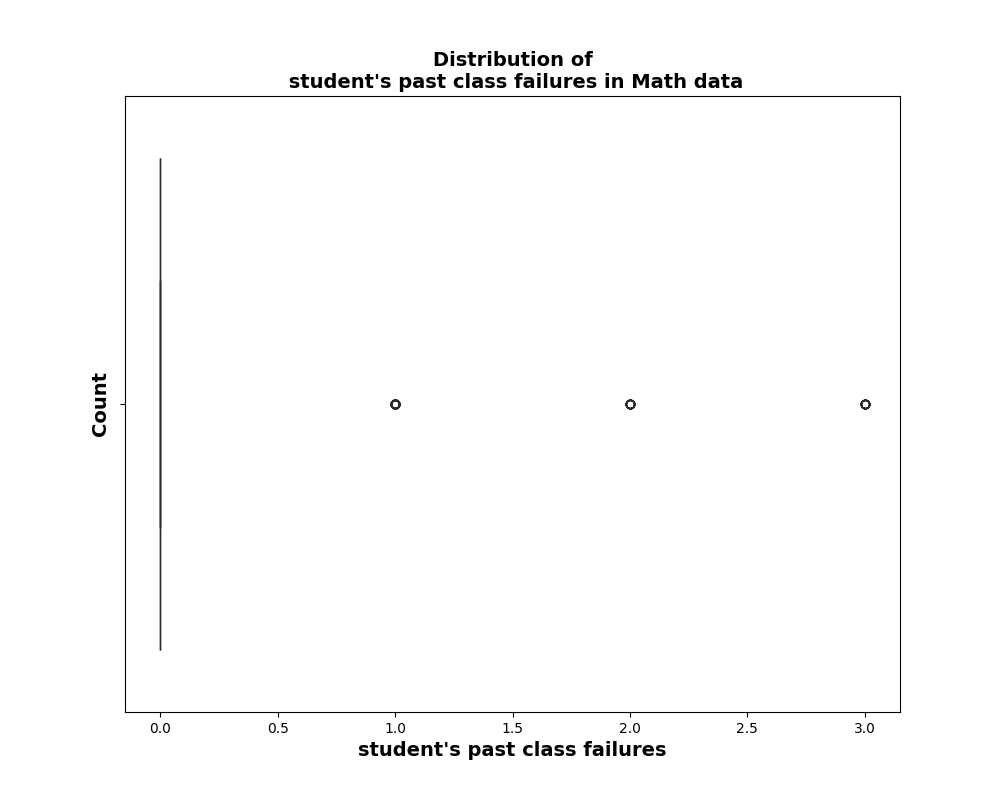 Distribution of
student's past class failures in Math data
Count
0.0 0.5 1.0 1.5 2.0 2.5 3.0
student's past class failures